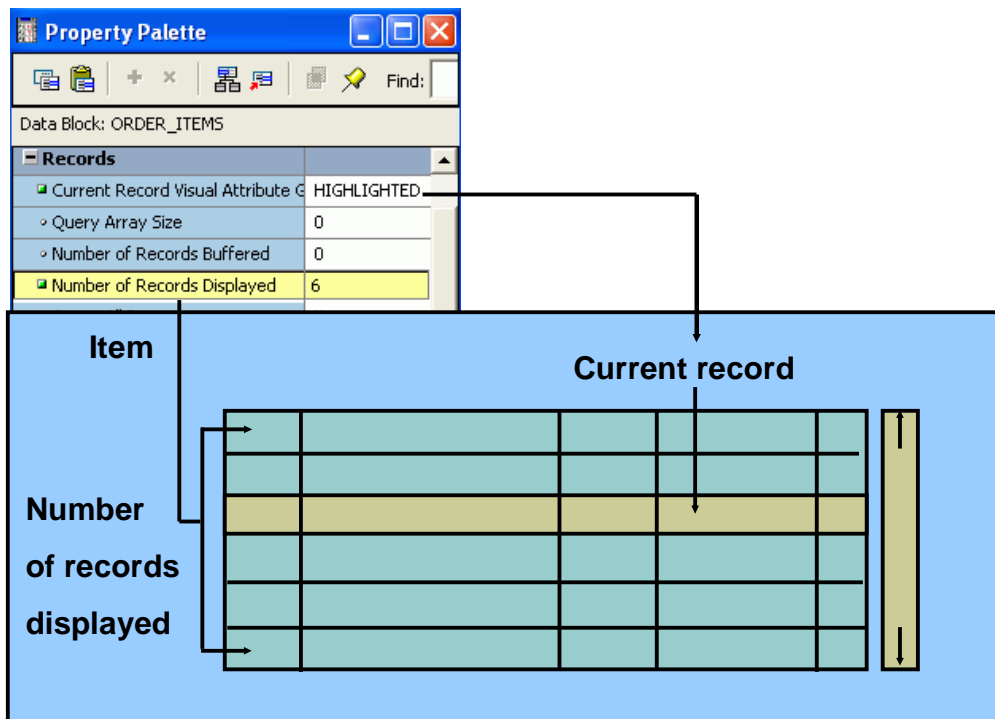 Property Palette
Find:
Data Block: ORDER_ITEMS
Records
Current Record Visual Attribute G HIGHLIGHTED
Query Array Size 0
Number of Records Buffered 0
Number of Records Displayed 6
Item
Current record
Number
of records
displayed